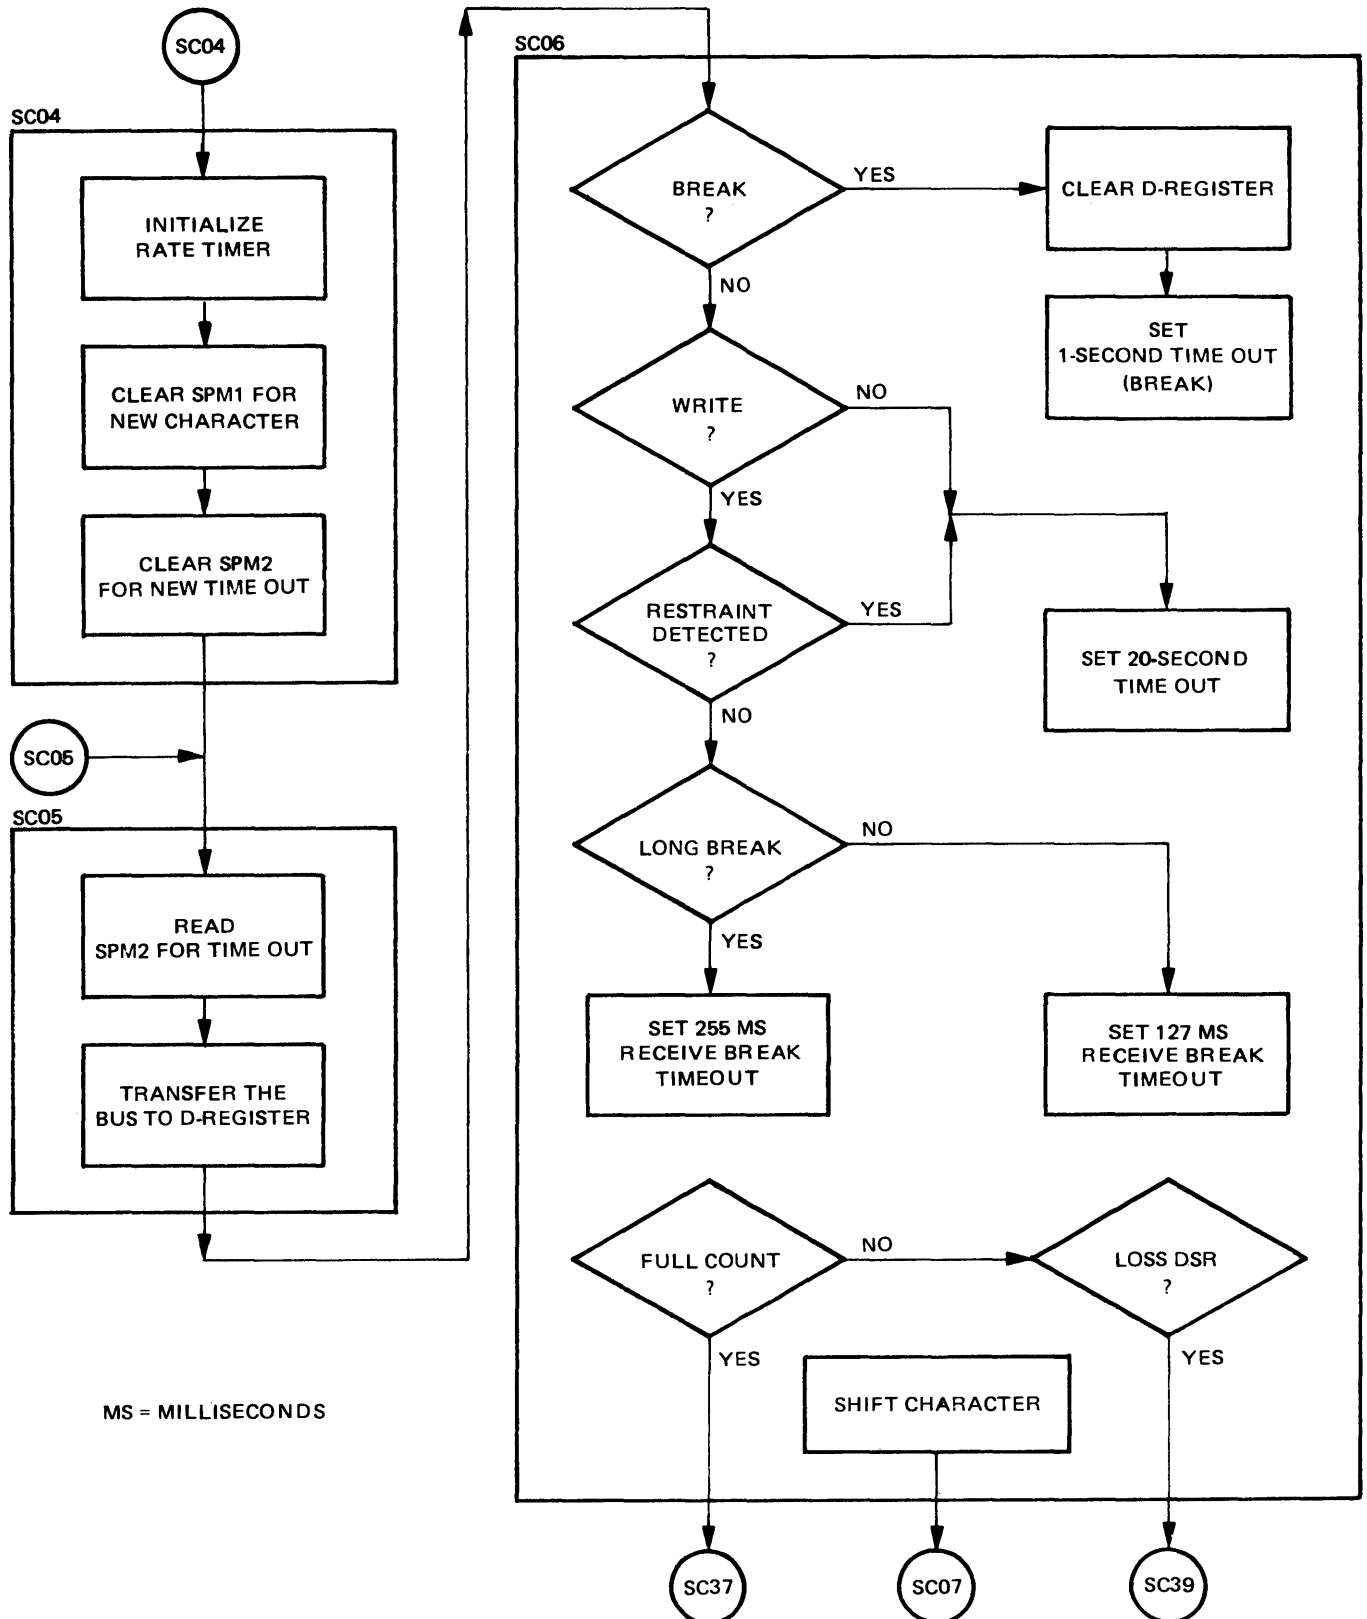 SC04
SC04
INITIALIZE
RATE TIMER
CLEAR SPM1 FOR
NEW CHARACTER
CLEAR SPM2
FOR NEW TIME OUT
SC05
SC05
READ
SPM2 FOR TIME OUT
TRANSFER THE
BUS TO D-REGISTER
MS = MILLISECONDS
SC06
BREAK
?
YES
CLEAR D-REGISTER
SET
1-SECOND TIME OUT
(BREAK)
NO
WRITE
?
NO
YES
RESTRAINT
DETECTED
?
YES
SET 20-SECOND
TIME OUT
NO
LONG BREAK
?
NO
YES
SET 255 MS
RECEIVE BREAK
TIMEOUT
SET 127 MS
RECEIVE BREAK
TIMEOUT
FULL COUNT
?
NO
LOSS DSR
?
YES
YES
SHIFT CHARACTER
SC37
SC07
SC39